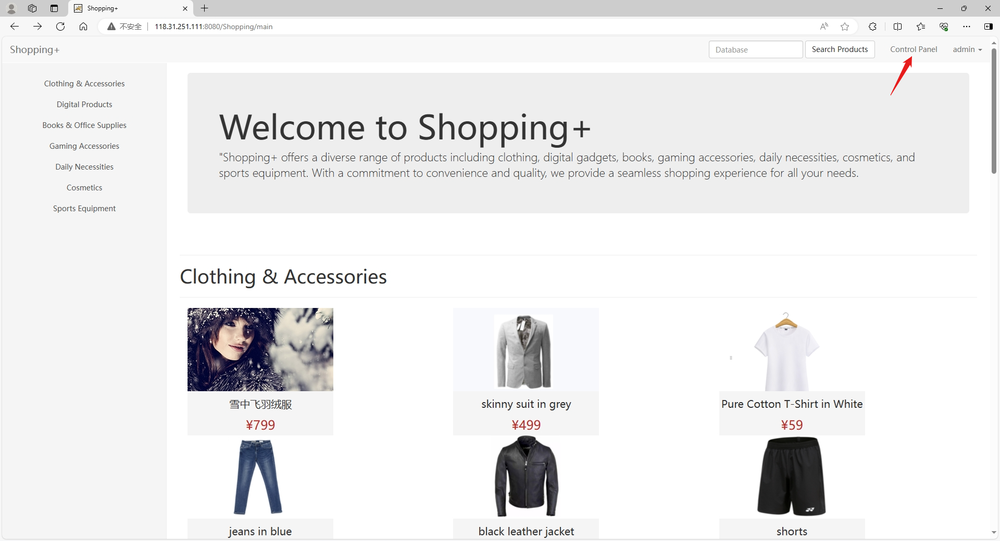 Shopping+
不安全
118.31.251.111:8080/Shopping/main
Shopping+
Database
Search Products
Control Panel
admin
Clothing & Accessories
Digital Products
Books & Office Supplies
Gaming Accessories
Daily Necessities
Cosmetics
Sports Equipment
Welcome to Shopping+
"Shopping+ offers a diverse range of products including clothing, digital gadgets, books, gaming accessories, daily necessities, cosmetics, and
sports equipment. With a commitment to convenience and quality, we provide a seamless shopping experience for all your needs.
Clothing & Accessories
雪中飞羽绒服
¥799
skinny suit in grey
¥499
Pure Cotton T-Shirt in White
¥59
jeans in blue
black leather jacket
shorts